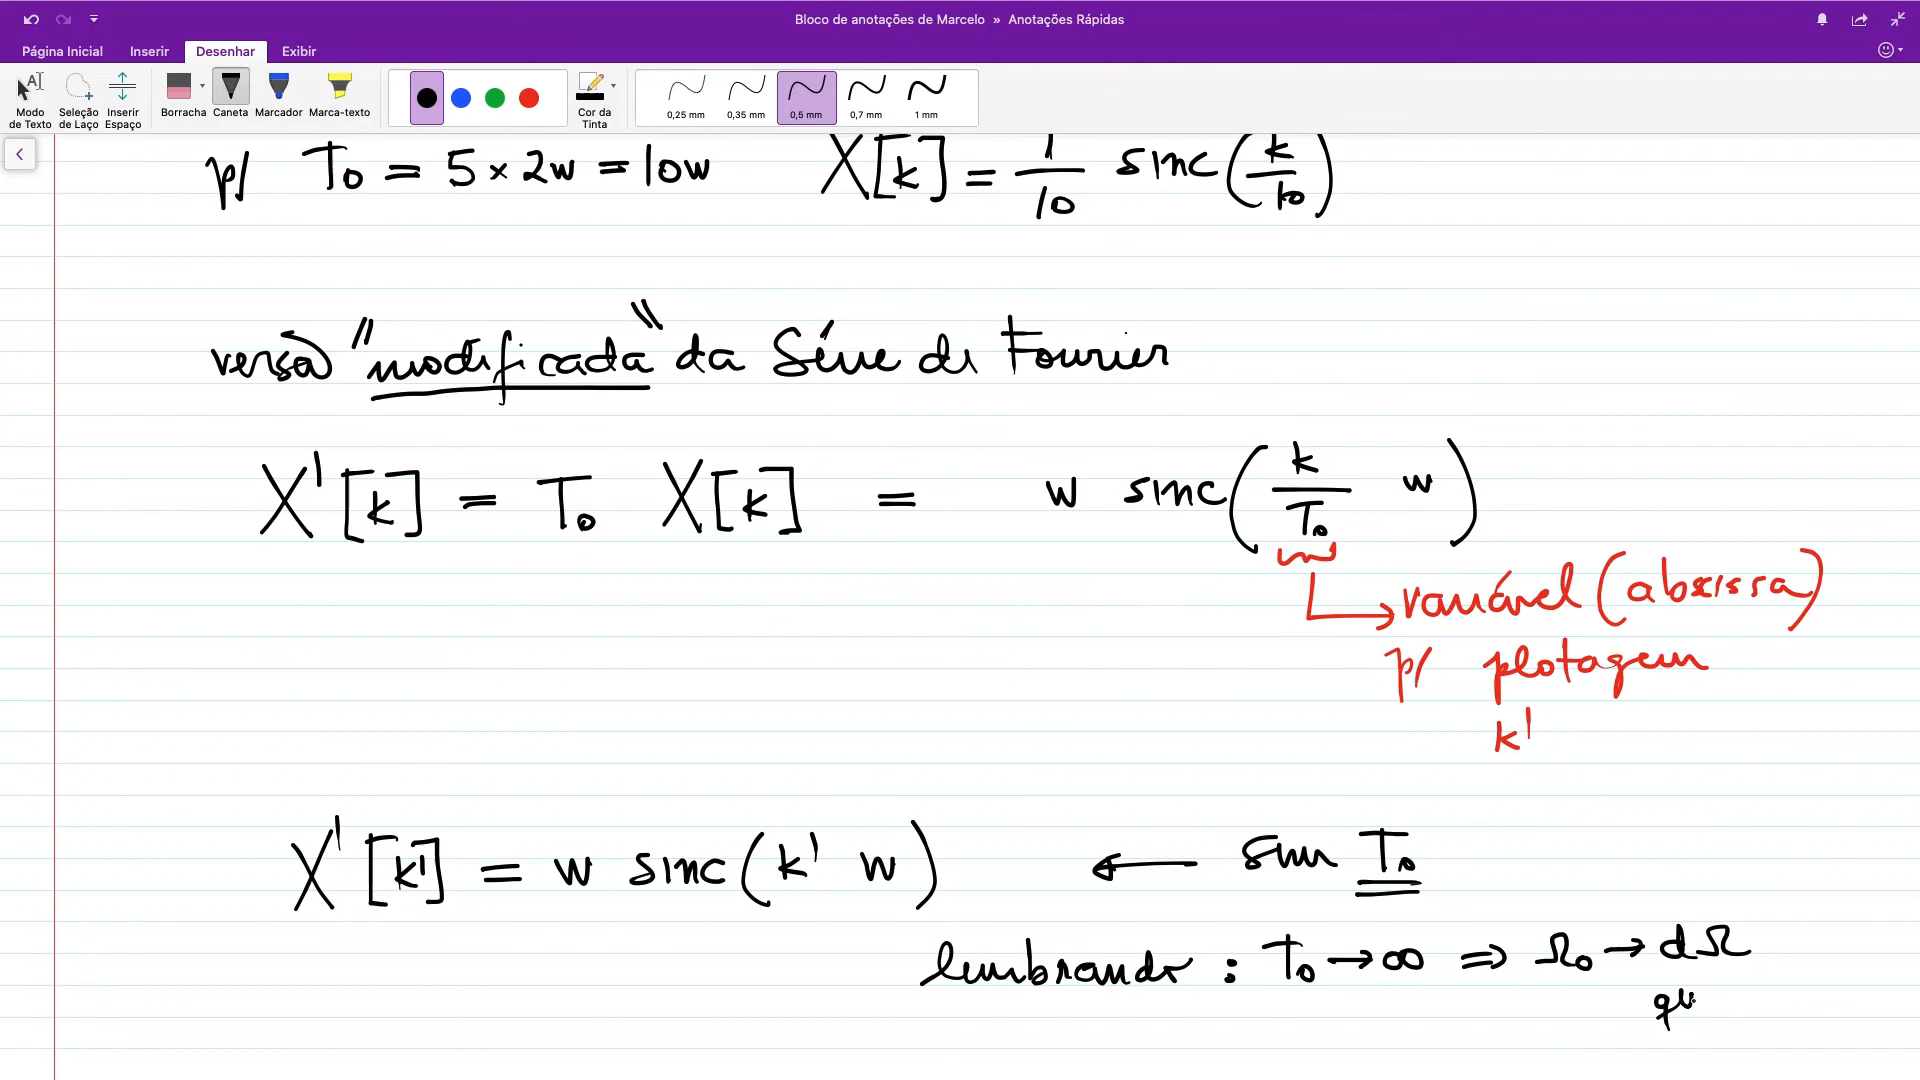 Bloco de anotações de Marcelo » Anotações Rápidas
Página Inicial Inserir Desenhar Exibir
Modo de Texto Seleção de Laço Inserir Espaço Borracha Caneta Marcador Marca-texto Cor da Tinta 0,25 mm 0,35 mm 0,5 mm 0,7 mm 1 mm
p/ T₀ = 5 × 2w = 10w X[k] = 1/10 sinc(k/10)
versão "modificada" da Série de Fourier
X'[k] = T₀ X[k] = w sinc(k/T₀ w)
variável (abscissa)
p/ plotagem
k'
X'[k'] = w sinc(k' w) ← sem T₀
lembrando : T₀ → ∞ ⇒ Ω₀ → dΩ